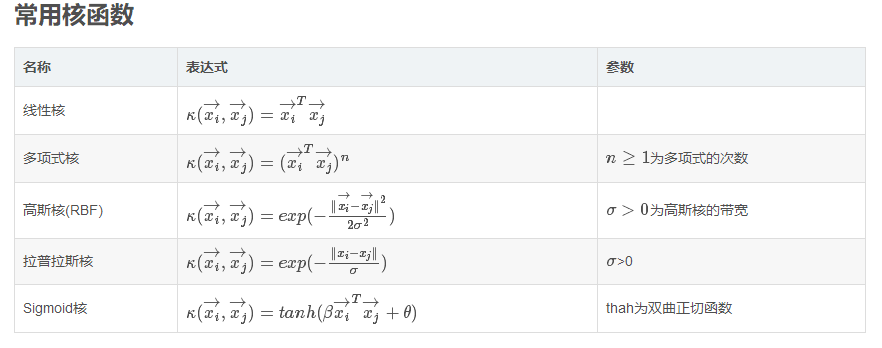 常用核函数
名称 表达式 参数
线性核 $\kappa(\overrightarrow{x_i}, \overrightarrow{x_j}) = \overrightarrow{x_i}^T \overrightarrow{x_j}$
多项式核 $\kappa(\overrightarrow{x_i}, \overrightarrow{x_j}) = (\overrightarrow{x_i}^T \overrightarrow{x_j})^n$ $n \geq 1$为多项式的次数
高斯核(RBF) $\kappa(\overrightarrow{x_i}, \overrightarrow{x_j}) = exp(-\frac{\|\overrightarrow{x_i} - \overrightarrow{x_j}\|^2}{2\sigma^2})$ $\sigma > 0$为高斯核的带宽
拉普拉斯核 $\kappa(\overrightarrow{x_i}, \overrightarrow{x_j}) = exp(-\frac{\|x_i - x_j\|}{\sigma})$ $\sigma$>0
Sigmoid核 $\kappa(\overrightarrow{x_i}, \overrightarrow{x_j}) = tanh(\beta \overrightarrow{x_i}^T \overrightarrow{x_j} + \theta)$ thah为双曲正切函数